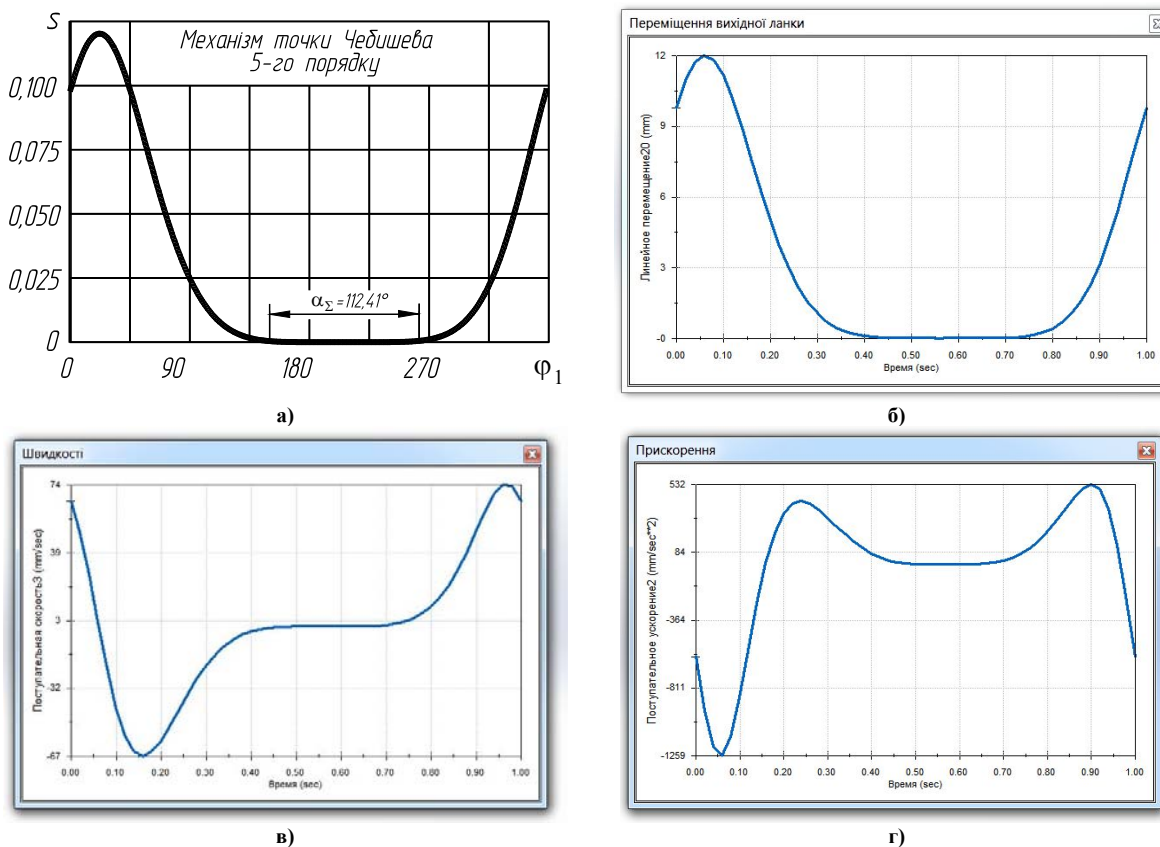 S
Механізм точки Чебишева
5-го порядку
0,100
0,075
0,050
0,025
0
α_Σ = 112,41°
0 90 180 270 φ₁
а)
Переміщення вихідної ланки
Линейное перемещение20 (mm)
12
9
6
3
-0
0.00 0.10 0.20 0.30 0.40 0.50 0.60 0.70 0.80 0.90 1.00
Время (sec)
б)
Швидкості
Поступательная скорость3 (mm/sec)
74
39
3
-32
-67
0.00 0.10 0.20 0.30 0.40 0.50 0.60 0.70 0.80 0.90 1.00
Время (sec)
в)
Прискорення
Поступательное ускорение2 (mm/sec**2)
532
84
-364
-811
-1259
0.00 0.10 0.20 0.30 0.40 0.50 0.60 0.70 0.80 0.90 1.00
Время (sec)
г)